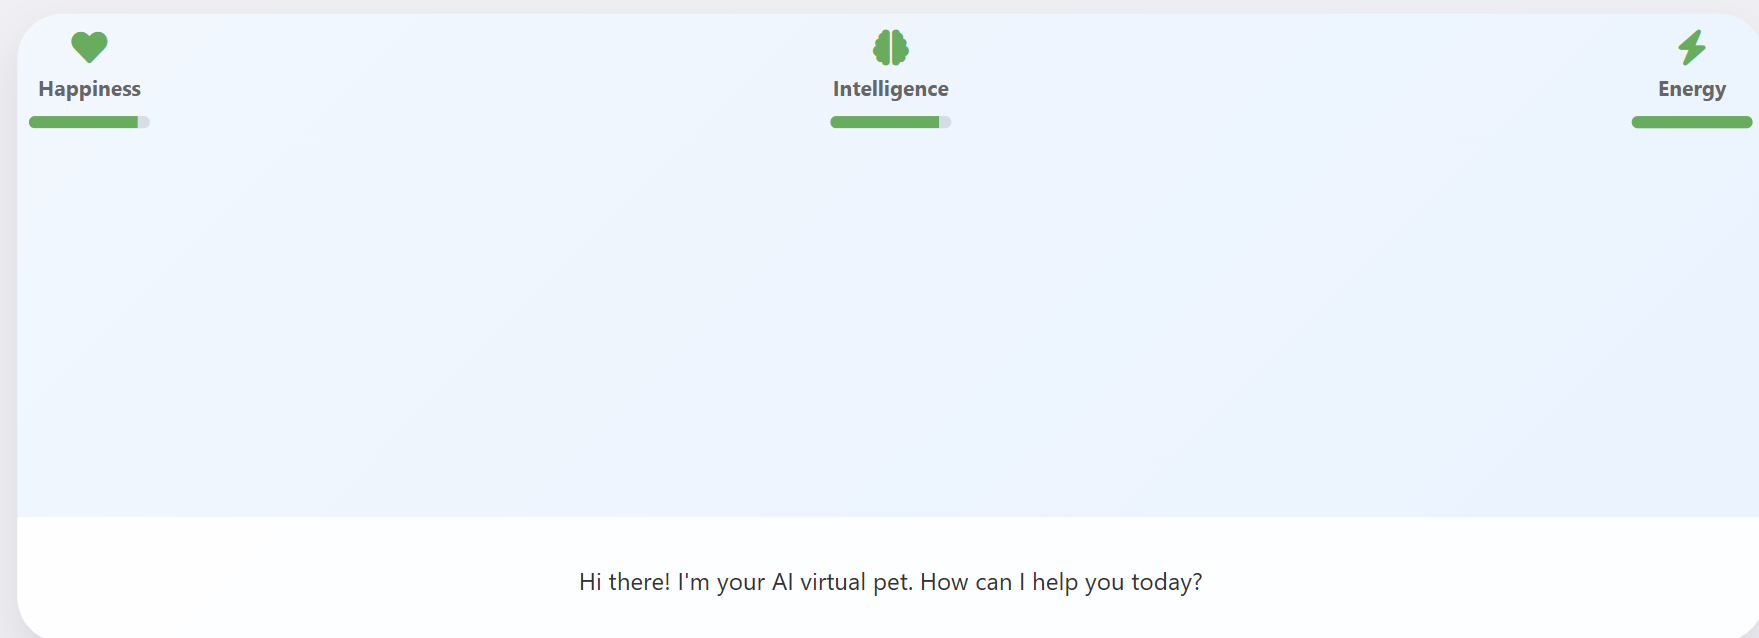 Happiness
Intelligence
Energy
Hi there! I'm your AI virtual pet. How can I help you today?